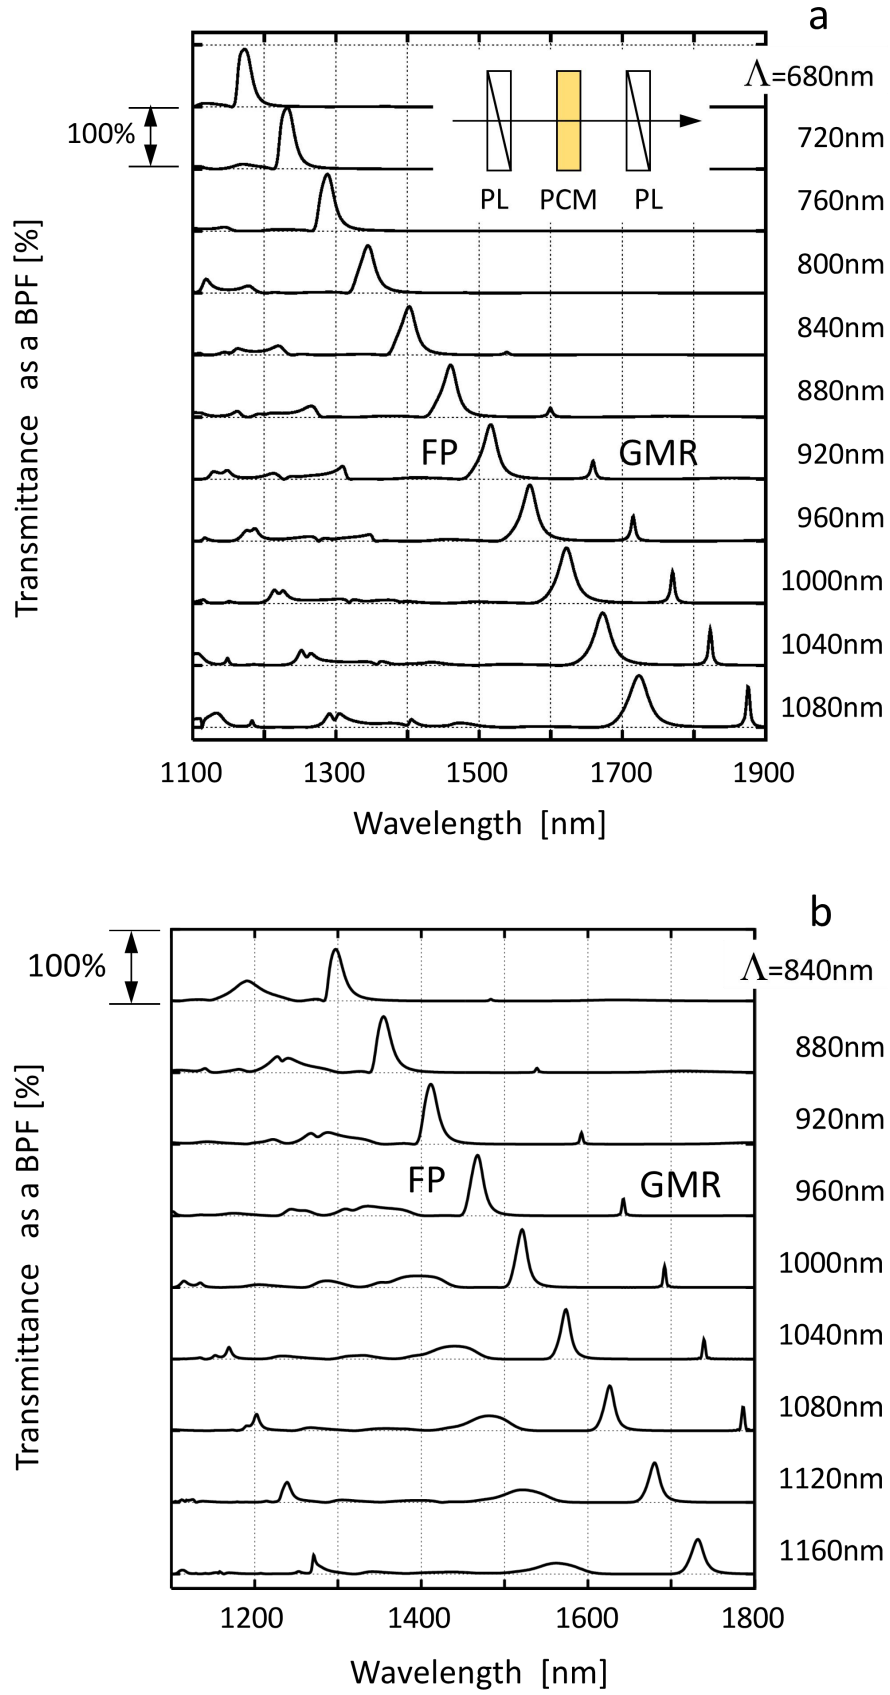 a
Λ=680nm
100%
720nm
PL PCM PL
760nm
800nm
840nm
880nm
FP GMR
920nm
960nm
1000nm
1040nm
1080nm
Transmittance as a BPF [%]
1100 1300 1500 1700 1900
Wavelength [nm]
b
100%
Λ=840nm
880nm
920nm
FP GMR
960nm
1000nm
1040nm
1080nm
1120nm
1160nm
Transmittance as a BPF [%]
1200 1400 1600 1800
Wavelength [nm]